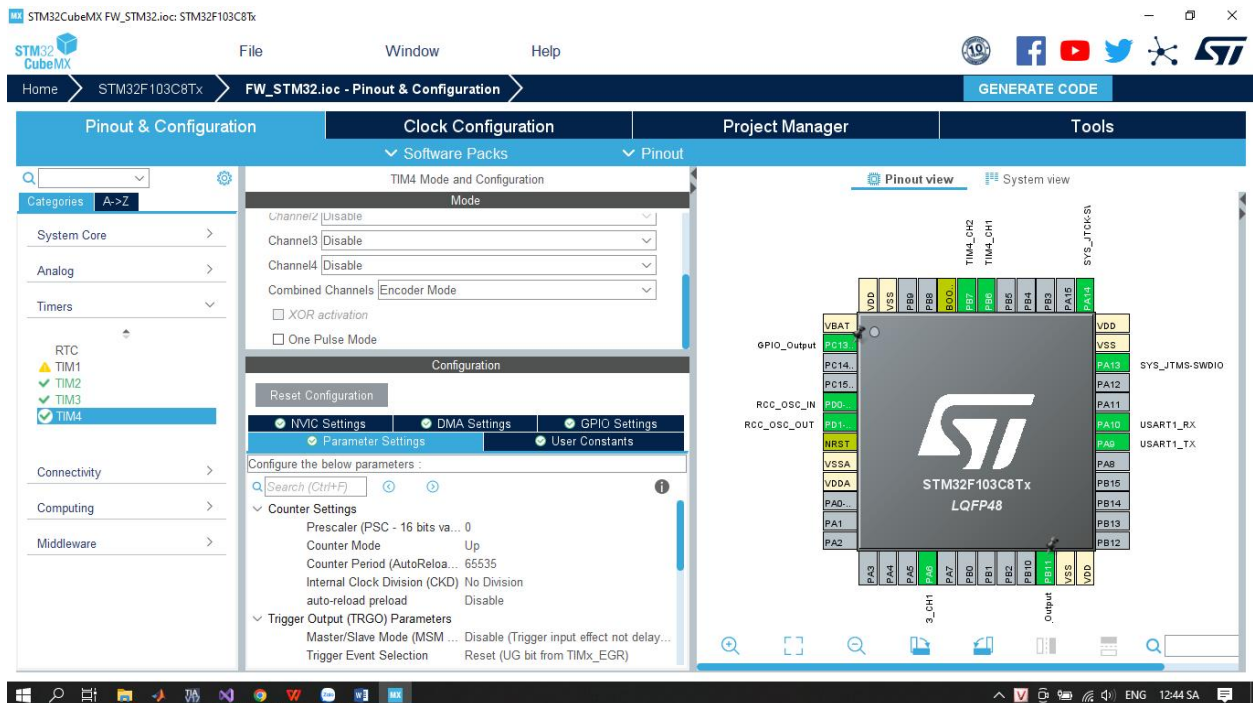 MX STM32CubeMX FW_STM32.ioc: STM32F103C8Tx
STM32 CubeMX File Window Help 10 ST
Home STM32F103C8Tx FW_STM32.ioc - Pinout & Configuration GENERATE CODE
Pinout & Configuration Clock Configuration Project Manager Tools
Software Packs Pinout
Categories A->Z
System Core
Analog
Timers
RTC
TIM1
TIM2
TIM3
TIM4
Connectivity
Computing
Middleware
TIM4 Mode and Configuration
Mode
Channel2 Disable
Channel3 Disable
Channel4 Disable
Combined Channels Encoder Mode
XOR activation
One Pulse Mode
Configuration
Reset Configuration
NVIC Settings DMA Settings GPIO Settings
Parameter Settings User Constants
Configure the below parameters :
Search (Ctrl+F)
Counter Settings
Prescaler (PSC - 16 bits va... 0
Counter Mode Up
Counter Period (AutoReloa... 65535
Internal Clock Division (CKD) No Division
auto-reload preload Disable
Trigger Output (TRGO) Parameters
Master/Slave Mode (MSM ... Disable (Trigger input effect not delay...
Trigger Event Selection Reset (UG bit from TIMx_EGR)
Pinout view System view
TIM4_CH2
TIM4_CH1
SYS_JTCK-SV
VDD VSS PB9 PB8 BOO.. PB7 PB6 PB5 PB4 PB3 PA15 PA14
VBAT
GPIO_Output PC13..
PC14..
PC15..
RCC_OSC_IN PD0-..
RCC_OSC_OUT PD1-..
NRST
VSSA
VDDA
PA0-..
PA1
PA2
STM32F103C8Tx
LQFP48
VDD
VSS
PA13 SYS_JTMS-SWDIO
PA12
PA11
PA10 USART1_RX
PA9 USART1_TX
PA8
PB15
PB14
PB13
PB12
PA3 PA4 PA5 PA6 PA7 PB0 PB1 PB2 PB10 PB11 VSS VDD
3_CH1
_Output
ENG 12:44 SA